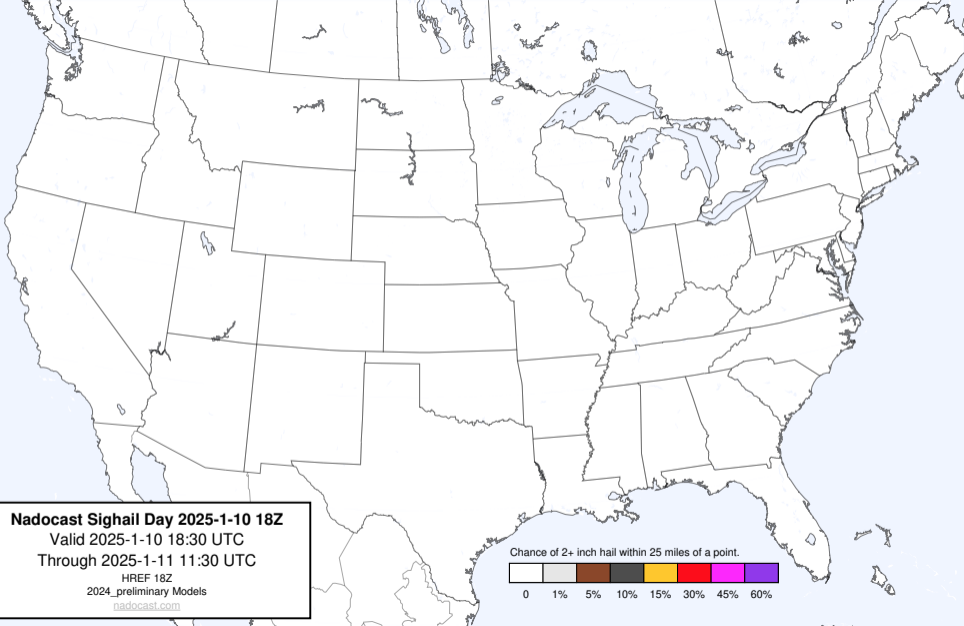 Nadocast Sighail Day 2025-1-10 18Z
Valid 2025-1-10 18:30 UTC
Through 2025-1-11 11:30 UTC
HREF 18Z
2024_preliminary Models
nadocast.com
Chance of 2+ inch hail within 25 miles of a point.
0 1% 5% 10% 15% 30% 45% 60%